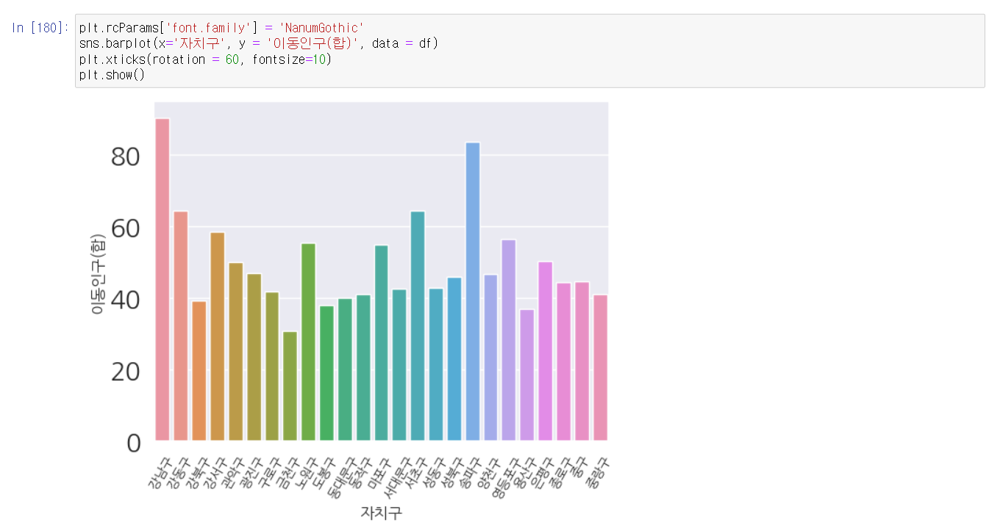 In [180]:
plt.rcParams['font.family'] = 'NanumGothic'
sns.barplot(x='자치구', y = '이동인구(합)', data = df)
plt.xticks(rotation = 60, fontsize=10)
plt.show()
80
60
40
20
0
이동인구(합)
강남구
강동구
강북구
강서구
관악구
광진구
구로구
금천구
노원구
도봉구
동대문구
동작구
마포구
서대문구
서초구
성동구
성북구
송파구
양천구
영등포구
용산구
은평구
종로구
중구
중랑구
자치구